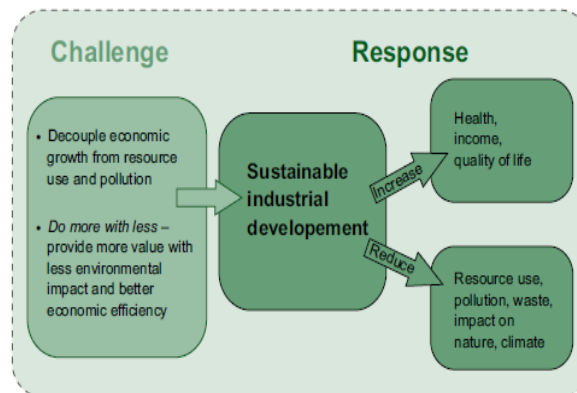 Challenge
Response
• Decouple economic
growth from resource
use and pollution
• Do more with less –
provide more value with
less environmental
impact and better
economic efficiency
Sustainable
industrial
developement
Increase
Reduce
Health,
income,
quality of life
Resource use,
pollution, waste,
impact on
nature, climate